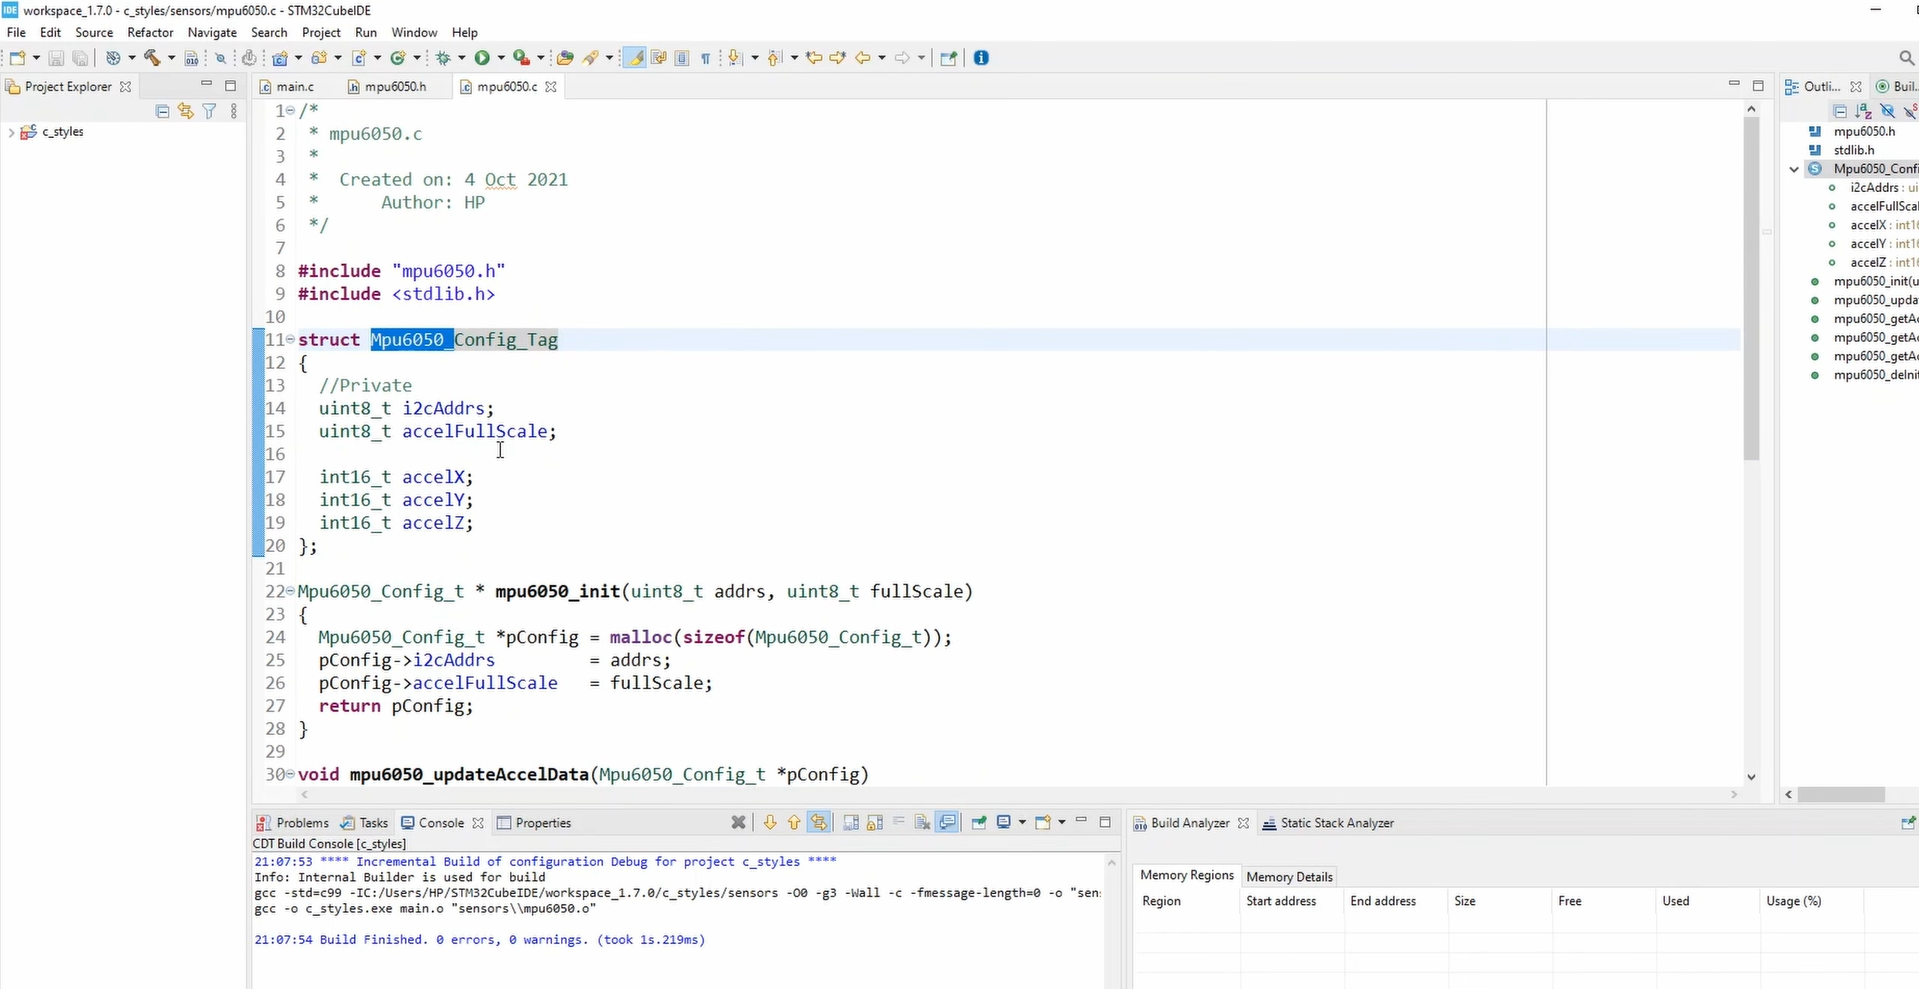 IDE workspace_1.7.0 - c_styles/sensors/mpu6050.c - STM32CubeIDE
File Edit Source Refactor Navigate Search Project Run Window Help
Project Explorer
c_styles
main.c mpu6050.h mpu6050.c
1 /*
2 * mpu6050.c
3 *
4 * Created on: 4 Oct 2021
5 * Author: HP
6 */
7
8 #include "mpu6050.h"
9 #include <stdlib.h>
10
11 struct Mpu6050_Config_Tag
12 {
13 //Private
14 uint8_t i2cAddrs;
15 uint8_t accelFullScale;
16
17 int16_t accelX;
18 int16_t accelY;
19 int16_t accelZ;
20 };
21
22 Mpu6050_Config_t * mpu6050_init(uint8_t addrs, uint8_t fullScale)
23 {
24 Mpu6050_Config_t *pConfig = malloc(sizeof(Mpu6050_Config_t));
25 pConfig->i2cAddrs = addrs;
26 pConfig->accelFullScale = fullScale;
27 return pConfig;
28 }
29
30 void mpu6050_updateAccelData(Mpu6050_Config_t *pConfig)
Outli... Buil...
mpu6050.h
stdlib.h
S Mpu6050_Confi
i2cAddrs : ui
accelFullScal
accelX : int16
accelY : int16
accelZ : int16
mpu6050_init(u
mpu6050_upda
mpu6050_getAc
mpu6050_getAc
mpu6050_getAc
mpu6050_deInit
Problems Tasks Console Properties
CDT Build Console [c_styles]
21:07:53 **** Incremental Build of configuration Debug for project c_styles ****
Info: Internal Builder is used for build
gcc -std=c99 -IC:/Users/HP/STM32CubeIDE/workspace_1.7.0/c_styles/sensors -O0 -g3 -Wall -c -fmessage-length=0 -o "sens
gcc -o c_styles.exe main.o "sensors\\mpu6050.o"
21:07:54 Build Finished. 0 errors, 0 warnings. (took 1s.219ms)
Build Analyzer Static Stack Analyzer
Memory Regions Memory Details
Region Start address End address Size Free Used Usage (%)